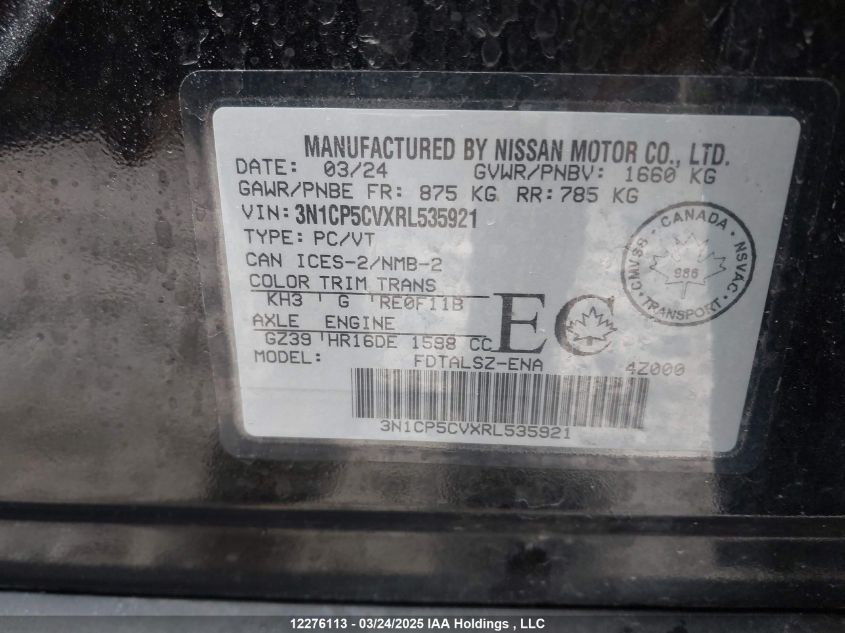 MANUFACTURED BY NISSAN MOTOR CO., LTD.
DATE: 03/24 GVWR/PNBV: 1660 KG
GAWR/PNBE FR: 875 KG RR: 785 KG
VIN: 3N1CP5CVXRL535921
TYPE: PC/VT
CAN ICES-2/NMB-2
COLOR TRIM TRANS
KH3 G RE0F11B
AXLE ENGINE
GZ39 HR16DE 1598 CC
EC
MODEL: FDTALSZ-ENA 4Z000
3N1CP5CVXRL535921
CANADA
CMVSS 986 NSVAC
TRANSPORT
12276113 - 03/24/2025 IAA Holdings , LLC